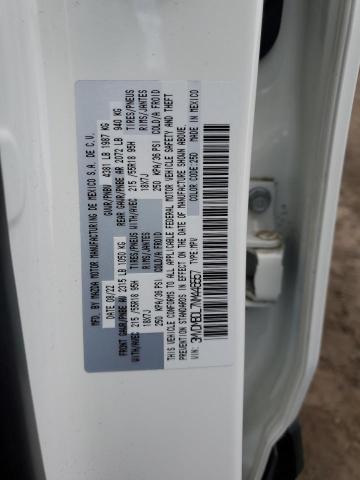 MFD. BY MAZDA MOTOR MANUFACTURING DE MEXICO S.A. DE C.V.
DATE: 08/22 GVWR/PNBV 4381 LB 1987 KG
FRONT GAWR/PNBE AV 2315 LB 1050 KG REAR GAWR/PNBE AR 2072 LB 940 KG
WITH/AVEC 215 /55R18 95H TIRES/PNEUS WITH/AVEC 215 /55R18 95H TIRES/PNEUS
18X7J RIMS/JANTES 18X7J RIMS/JANTES
250 KPA/36 PSI COLD/A FROID 250 KPA/36 PSI COLD/A FROID
THIS VEHICLE CONFORMS TO ALL APPLICABLE FEDERAL MOTOR VEHICLE SAFETY AND THEFT
PREVENTION STANDARDS IN EFFECT ON THE DATE OF MANUFACTURE SHOWN ABOVE.
VIN: TYPE: MPV
COLOR CODE: 25D MADE IN MEXICO